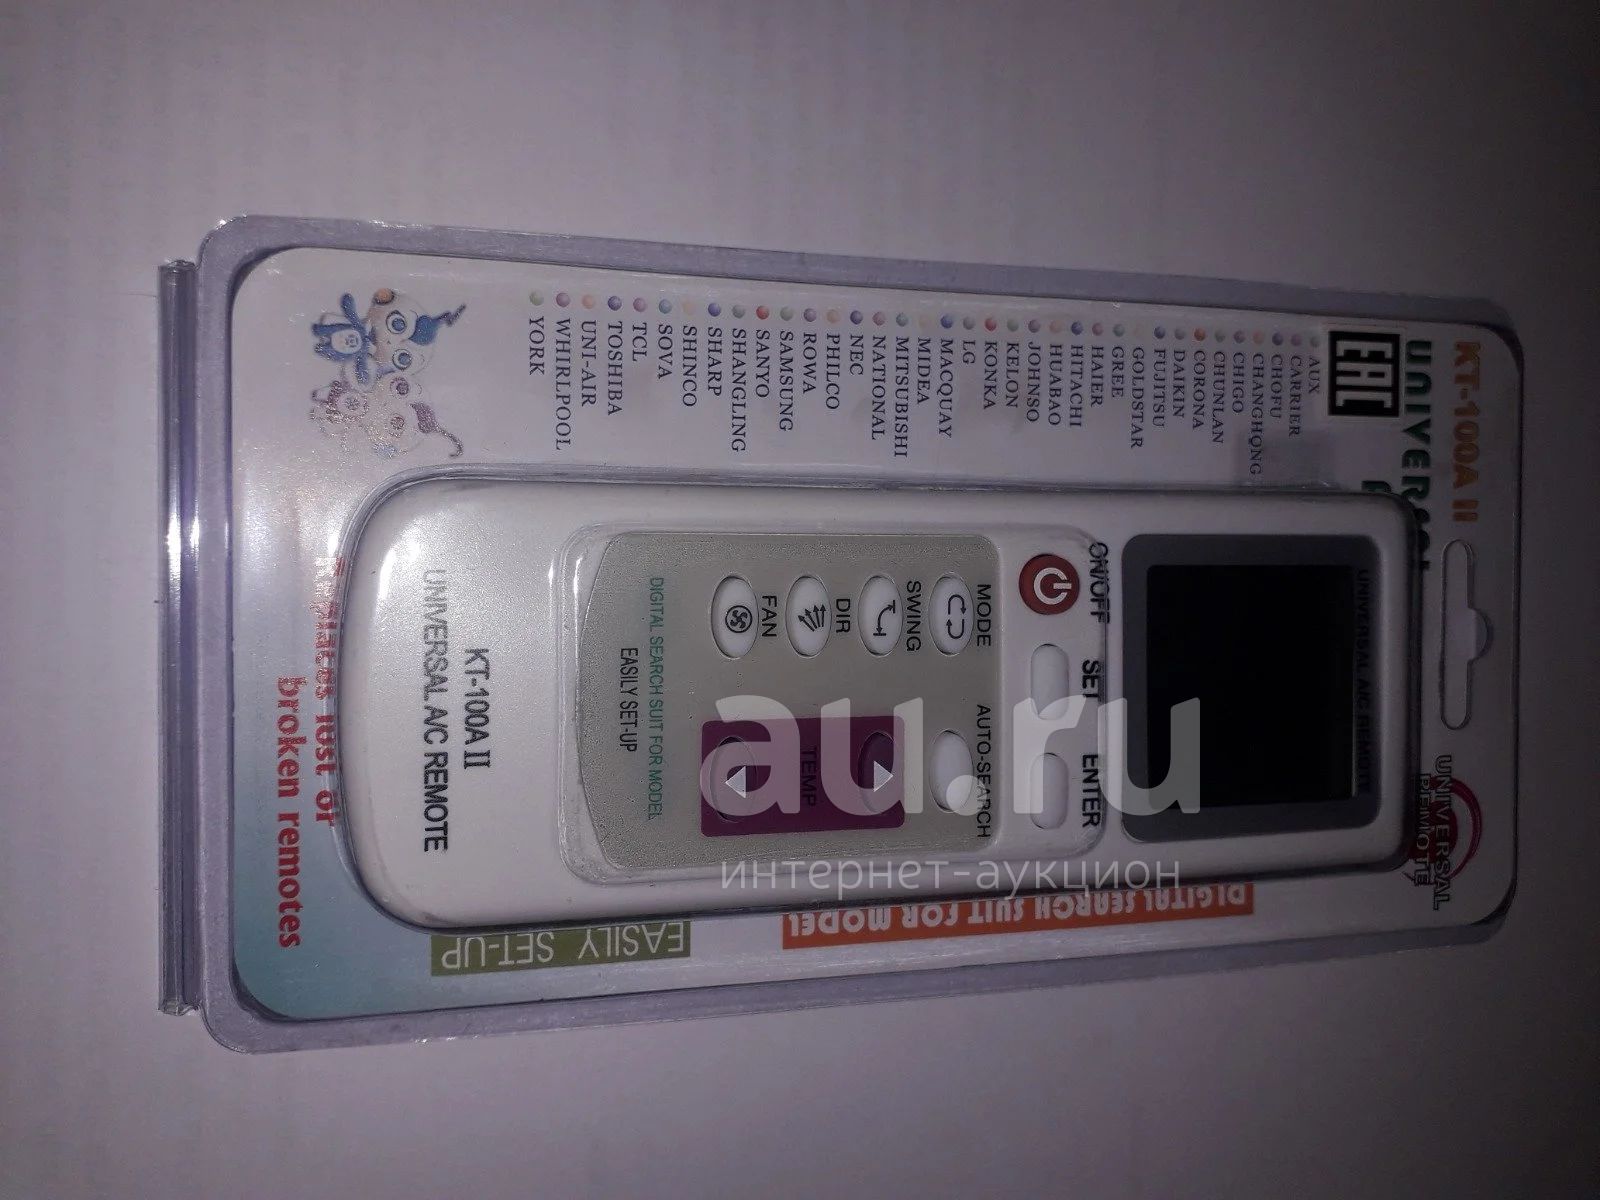 KT-100A II
UNIVERSAL
UNIVERSAL
REMOTE
EAC
AUX
CARRIER
CHOFU
CHANGHONG
CHIGO
CHUNLAN
CORONA
DAIKIN
FUJITSU
GOLDSTAR
GREE
HAIER
HITACHI
HUABAO
JOHNSO
KELON
KONKA
LG
MACQUAY
MIDEA
MITSUBISHI
NATIONAL
NEC
PHILCO
ROWA
SAMSUNG
SANYO
SHANGLING
SHARP
SHINCO
SOVA
TCL
TOSHIBA
UNI-AIR
WHIRLPOOL
YORK
UNIVERSAL A/C REMOTE
ON/OFF SET ENTER
MODE AUTO-SEARCH
SWING
DIR TEMP
FAN
DIGITAL SEARCH SUIT FOR MODEL
EASILY SET-UP
KT-100A II
UNIVERSAL A/C REMOTE
DIGITAL SEARCH SUIT FOR MODEL
EASILY SET-UP
lost or
broken remotes
au.ru
интернет-аукцион